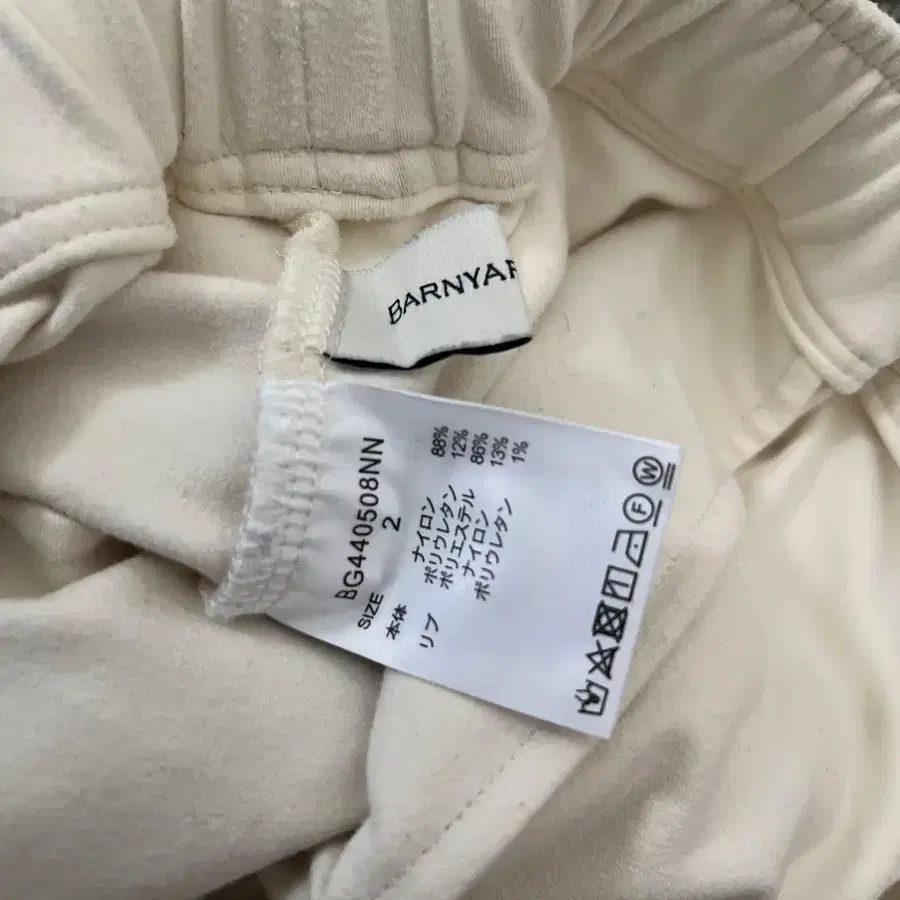 BARNYAR
BG440508NN
SIZE 2
本体 ナイロン 88%
ポリウレタン 12%
リブ ポリエステル 86%
ナイロン 13%
ポリウレタン 1%
F
W